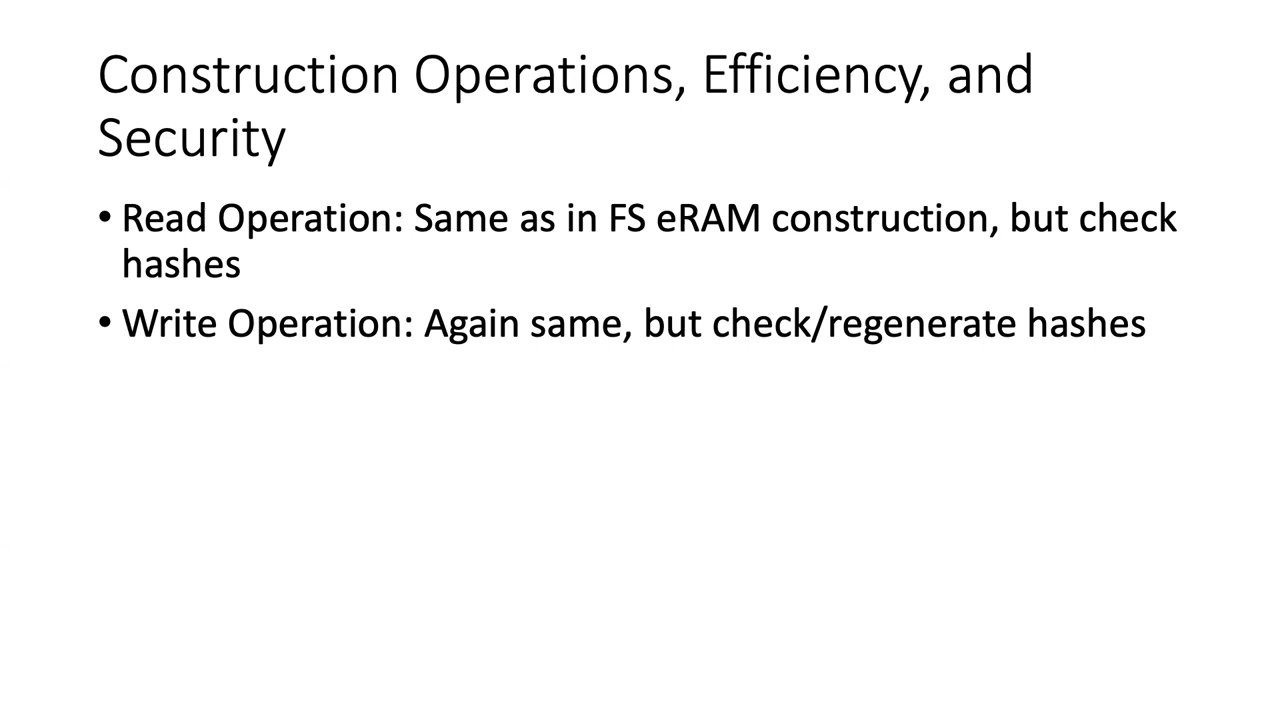 Construction Operations, Efficiency, and
Security
• Read Operation: Same as in FS eRAM construction, but check
hashes
• Write Operation: Again same, but check/regenerate hashes